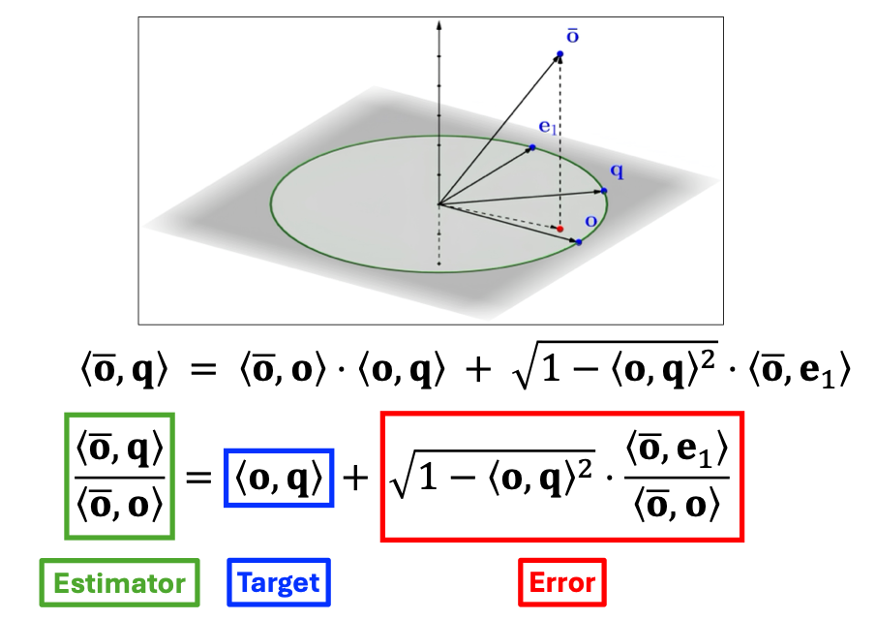 ō
e₁
q
o
⟨ō, q⟩ = ⟨ō, o⟩ · ⟨o, q⟩ + √(1 − ⟨o, q⟩²) · ⟨ō, e₁⟩
⟨ō, q⟩/⟨ō, o⟩ = ⟨o, q⟩ + √(1 − ⟨o, q⟩²) · ⟨ō, e₁⟩/⟨ō, o⟩
Estimator Target Error